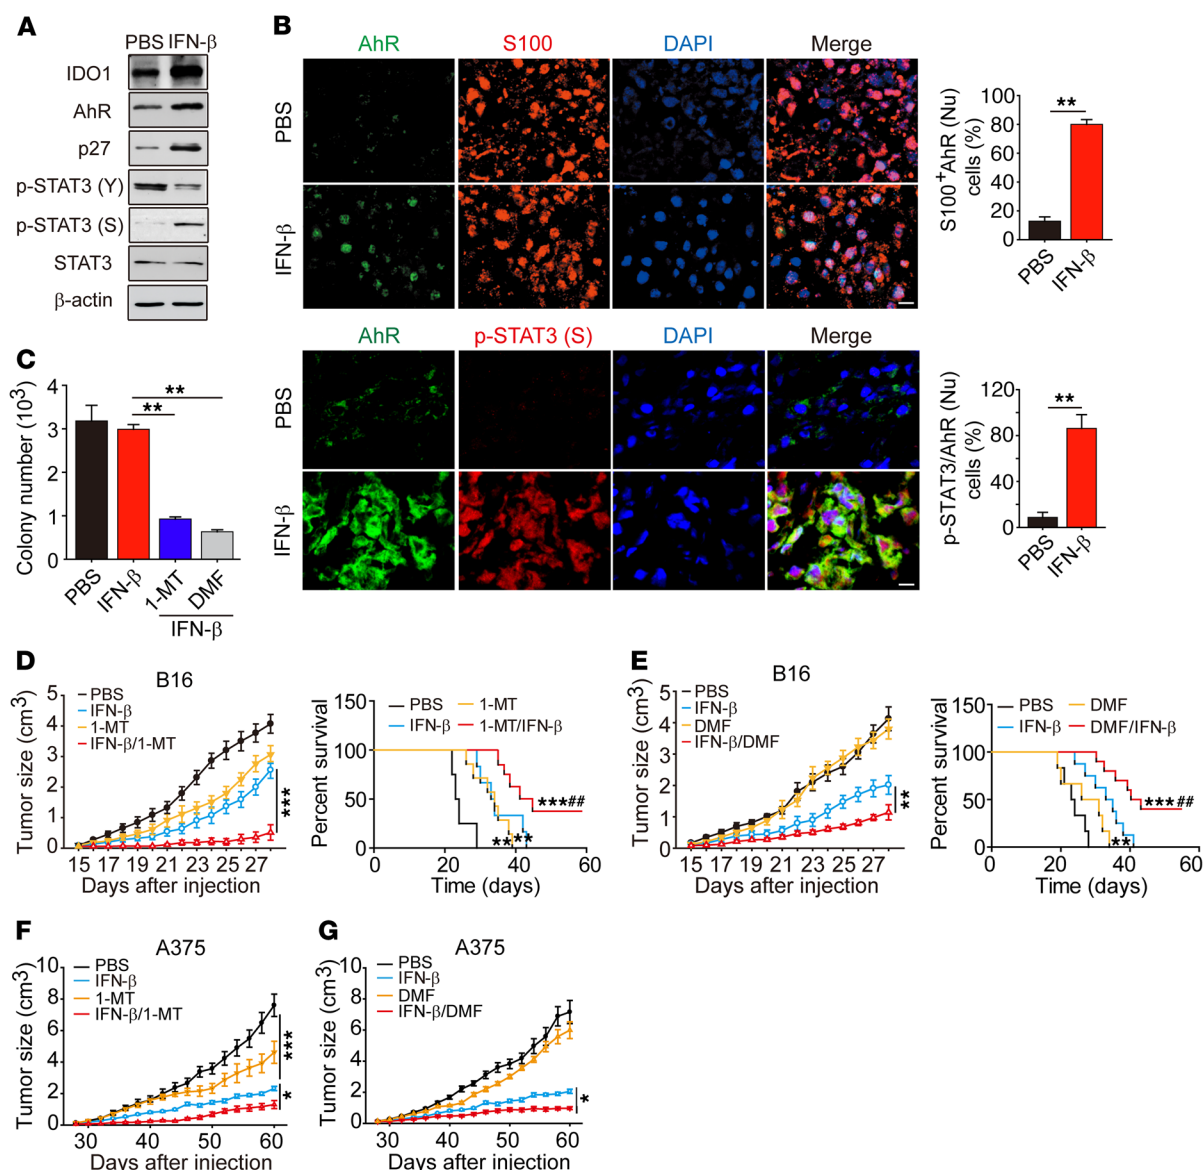 A
PBS IFN-β
IDO1
AhR
p27
p-STAT3 (Y)
p-STAT3 (S)
STAT3
β-actin
B
AhR S100 DAPI Merge
PBS
IFN-β
S100+AhR (Nu)
cells (%)
100
80
60
40
20
0
**
PBS
IFN-β
AhR p-STAT3 (S) DAPI Merge
PBS
IFN-β
p-STAT3/AhR (Nu)
cells (%)
120
80
40
0
**
PBS
IFN-β
C
Colony number (103)
4
3
2
1
0
**
**
PBS
IFN-β
1-MT
DMF
IFN-β
D
B16
Tumor size (cm3)
5
4
3
2
1
0
PBS
IFN-β
1-MT
IFN-β/1-MT
***
15 17 19 21 23 25 27
Days after injection
Percent survival
150
100
50
0
PBS 1-MT
IFN-β 1-MT/IFN-β
***##
** **
0 20 40 60
Time (days)
E
B16
Tumor size (cm3)
5
4
3
2
1
0
PBS
IFN-β
DMF
IFN-β/DMF
**
15 17 19 21 23 25 27
Days after injection
Percent survival
150
100
50
0
PBS DMF
IFN-β DMF/IFN-β
***##
**
0 20 40 60
Time (days)
F
A375
Tumor size (cm3)
10
8
6
4
2
0
PBS
IFN-β
1-MT
IFN-β/1-MT
***
*
30 40 50 60
Days after injection
G
A375
Tumor size (cm3)
10
8
6
4
2
0
PBS
IFN-β
DMF
IFN-β/DMF
*
30 40 50 60
Days after injection